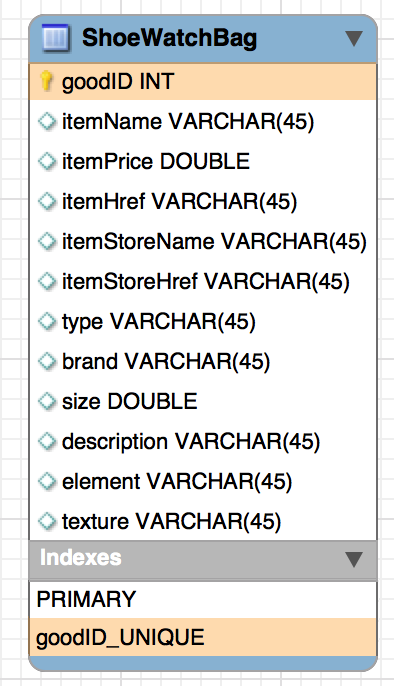 ShoeWatchBag
goodID INT
itemName VARCHAR(45)
itemPrice DOUBLE
itemHref VARCHAR(45)
itemStoreName VARCHAR(45)
itemStoreHref VARCHAR(45)
type VARCHAR(45)
brand VARCHAR(45)
size DOUBLE
description VARCHAR(45)
element VARCHAR(45)
texture VARCHAR(45)
Indexes
PRIMARY
goodID_UNIQUE